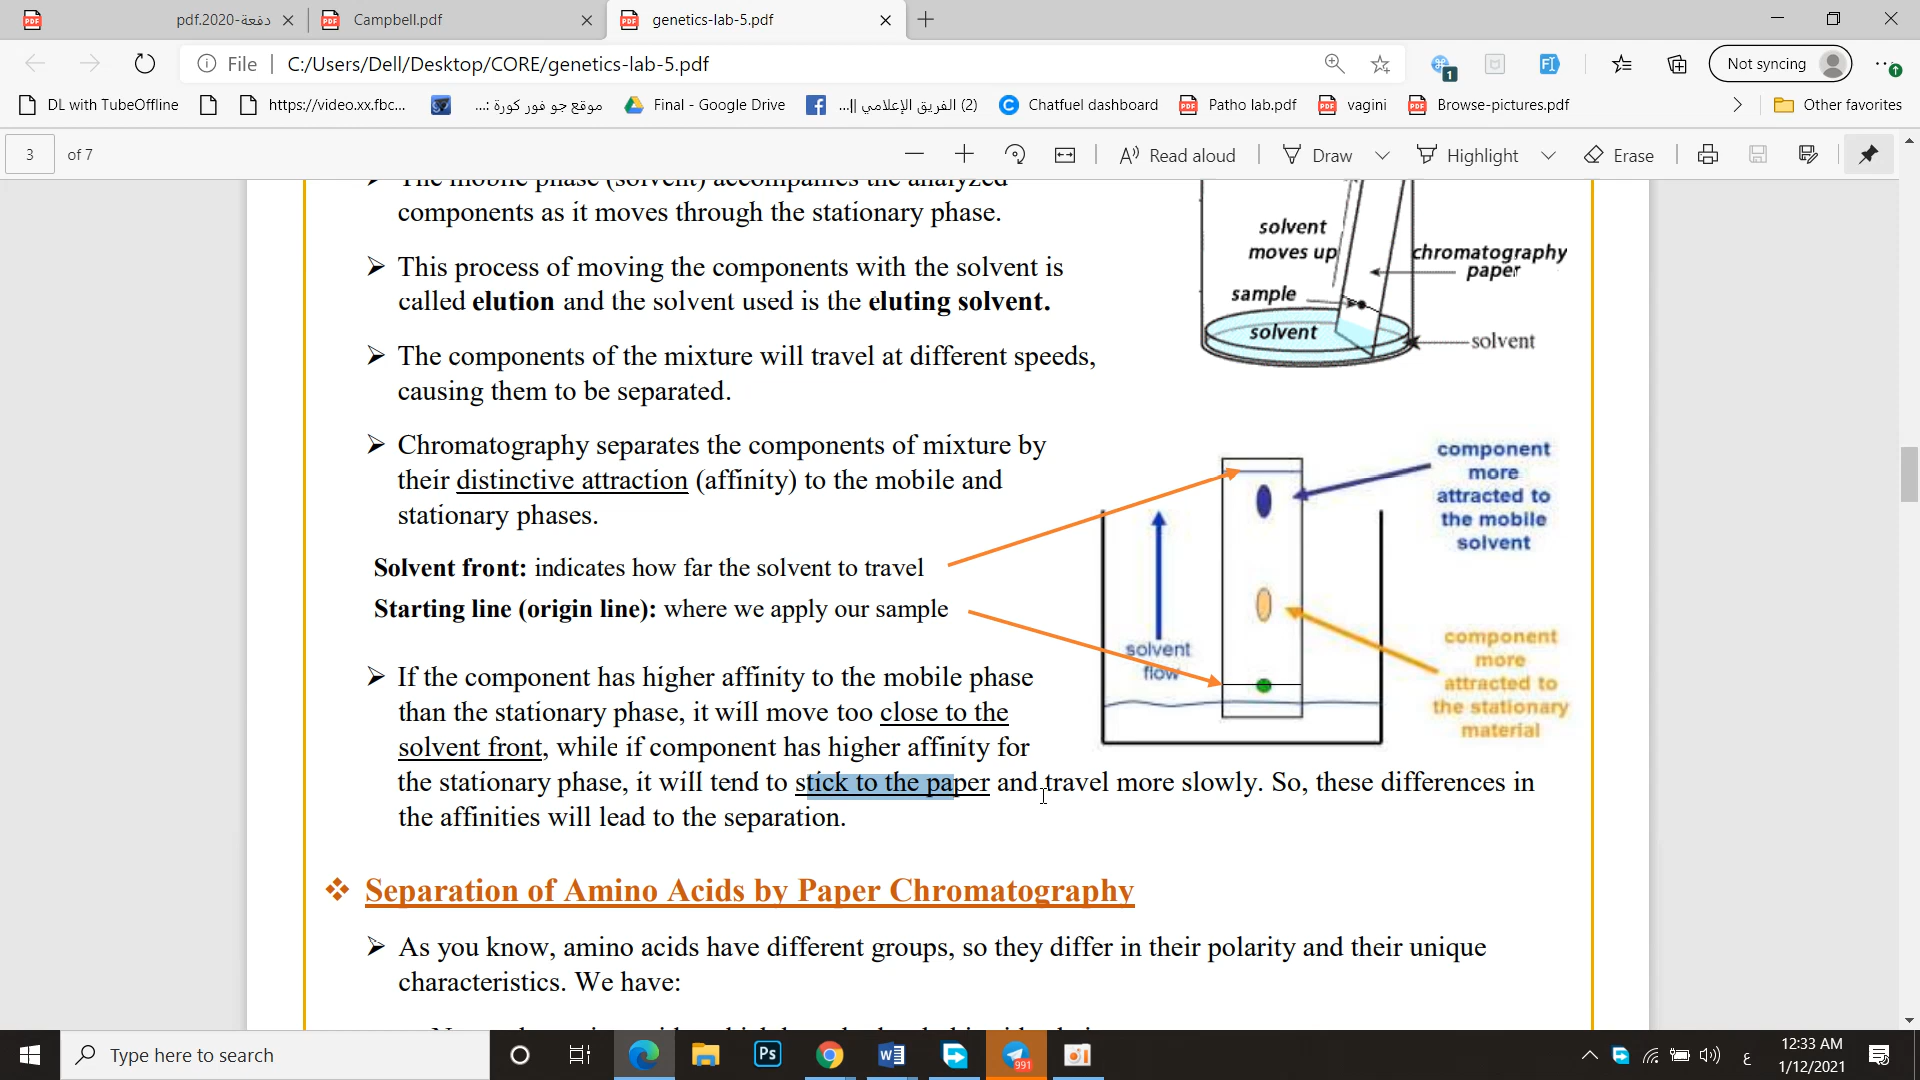 دفعة-2020.pdf
Campbell.pdf
genetics-lab-5.pdf
File
C:/Users/Dell/Desktop/CORE/genetics-lab-5.pdf
Not syncing
DL with TubeOffline
https://video.xx.fbc...
موقع جو فور كورة :...
Final - Google Drive
(2) الفريق الإعلامي ||...
Chatfuel dashboard
Patho lab.pdf
vagini
Browse-pictures.pdf
Other favorites
3 of 7
Read aloud
Draw
Highlight
Erase
The mobile phase (solvent) accompanies the analyzed
components as it moves through the stationary phase.
This process of moving the components with the solvent is
called elution and the solvent used is the eluting solvent.
The components of the mixture will travel at different speeds,
causing them to be separated.
Chromatography separates the components of mixture by
their distinctive attraction (affinity) to the mobile and
stationary phases.
Solvent front: indicates how far the solvent to travel
Starting line (origin line): where we apply our sample
If the component has higher affinity to the mobile phase
than the stationary phase, it will move too close to the
solvent front, while if component has higher affinity for
the stationary phase, it will tend to stick to the paper and travel more slowly. So, these differences in
the affinities will lead to the separation.
solvent
moves up
chromatography
paper
sample
solvent
solvent
component
more
attracted to
the mobile
solvent
solvent
flow
component
more
attracted to
the stationary
material
Separation of Amino Acids by Paper Chromatography
As you know, amino acids have different groups, so they differ in their polarity and their unique
characteristics. We have:
Type here to search
991
ع
12:33 AM
1/12/2021